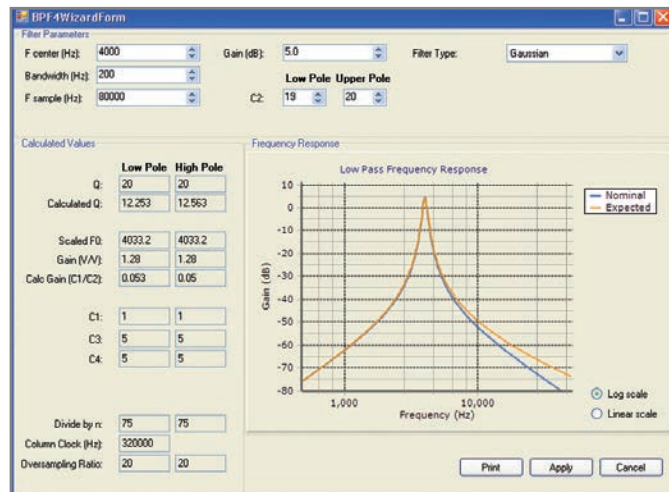 BPF4WizardForm
Filter Parameters
F center (Hz): 4000 Gain (dB): 5.0 Filter Type: Gaussian
Bandwidth (Hz): 200 Low Pole Upper Pole
F sample (Hz): 80000 C2: 19 20
Calculated Values
Low Pole High Pole
Q: 20 20
Calculated Q: 12.253 12.563
Scaled F0: 4033.2 4033.2
Gain (V/V): 1.28 1.28
Calc Gain (C1/C2): 0.053 0.05
C1: 1 1
C3: 5 5
C4: 5 5
Divide by n: 75 75
Column Clock (Hz): 320000
Oversampling Ratio: 20 20
Frequency Response
Low Pass Frequency Response
Nominal
Expected
Gain (dB)
10
0
-10
-20
-30
-40
-50
-60
-70
-80
1,000 10,000
Frequency (Hz)
Log scale
Linear scale
Print Apply Cancel